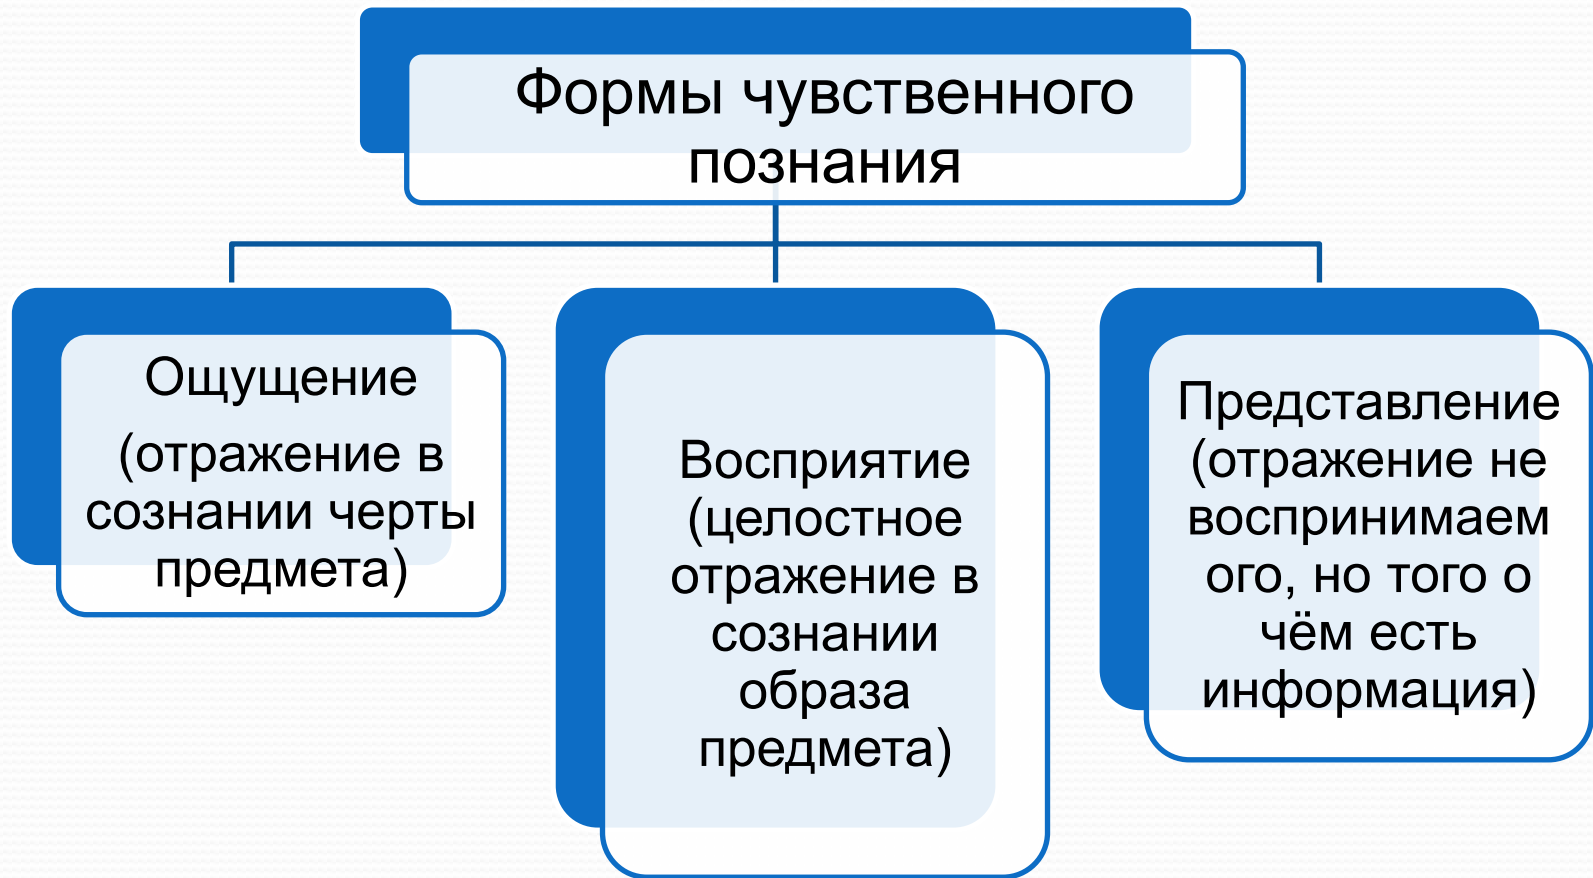 Формы чувственного
познания
Ощущение
(отражение в
сознании черты
предмета)
Восприятие
(целостное
отражение в
сознании
образа
предмета)
Представление
(отражение не
воспринимаем
ого, но того о
чём есть
информация)